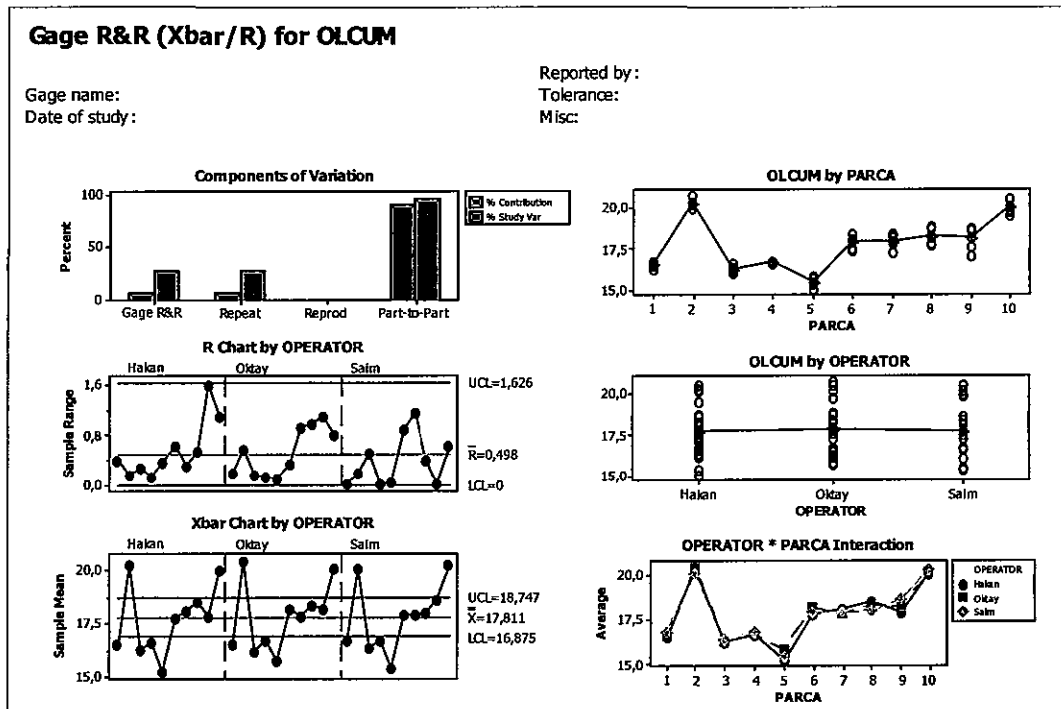 Gage R&R (Xbar/R) for OLCUM
Reported by:
Gage name:
Tolerance:
Date of study:
Misc:
Components of Variation
100
50
0
Percent
% Contribution
% Study Var
Gage R&R
Repeat
Reprod
Part-to-Part
R Chart by OPERATOR
Hakan
Oktay
Saim
1,6
0,8
0,0
Sample Range
UCL=1,626
R=0,498
LCL=0
Xbar Chart by OPERATOR
Hakan
Oktay
Saim
20,0
17,5
15,0
Sample Mean
UCL=18,747
X=17,811
LCL=16,875
OLCUM by PARCA
20,0
17,5
15,0
1 2 3 4 5 6 7 8 9 10
PARCA
OLCUM by OPERATOR
20,0
17,5
15,0
Hakan
Oktay
Saim
OPERATOR
OPERATOR * PARCA Interaction
20,0
17,5
15,0
Average
1 2 3 4 5 6 7 8 9 10
PARCA
OPERATOR
Hakan
Oktay
Saim